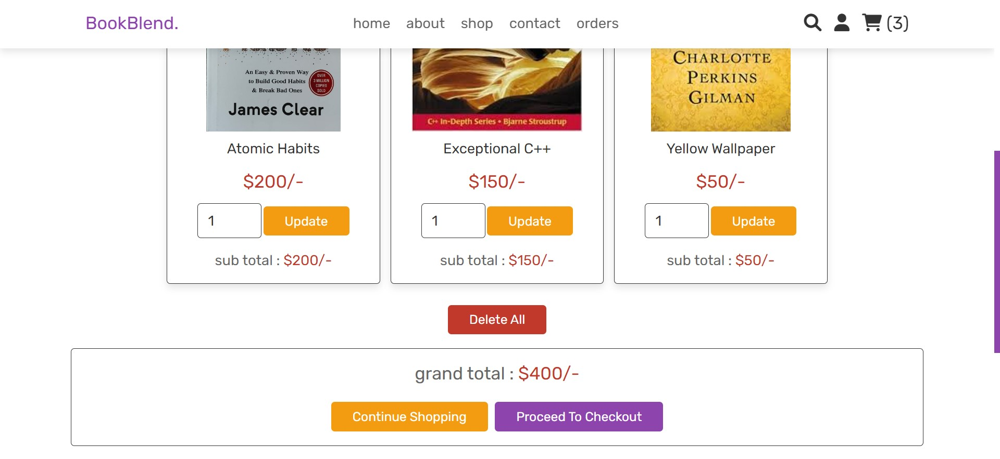 BookBlend.
home about shop contact orders
(3)
An Easy & Proven Way
to Build Good Habits
& Break Bad Ones
OVER
3 MILLION
COPIES
SOLD
James Clear
C++ In-Depth Series • Bjarne Stroustrup
CHARLOTTE
PERKINS
GILMAN
Atomic Habits
$200/-
1 Update
sub total : $200/-
Exceptional C++
$150/-
1 Update
sub total : $150/-
Yellow Wallpaper
$50/-
1 Update
sub total : $50/-
Delete All
grand total : $400/-
Continue Shopping
Proceed To Checkout